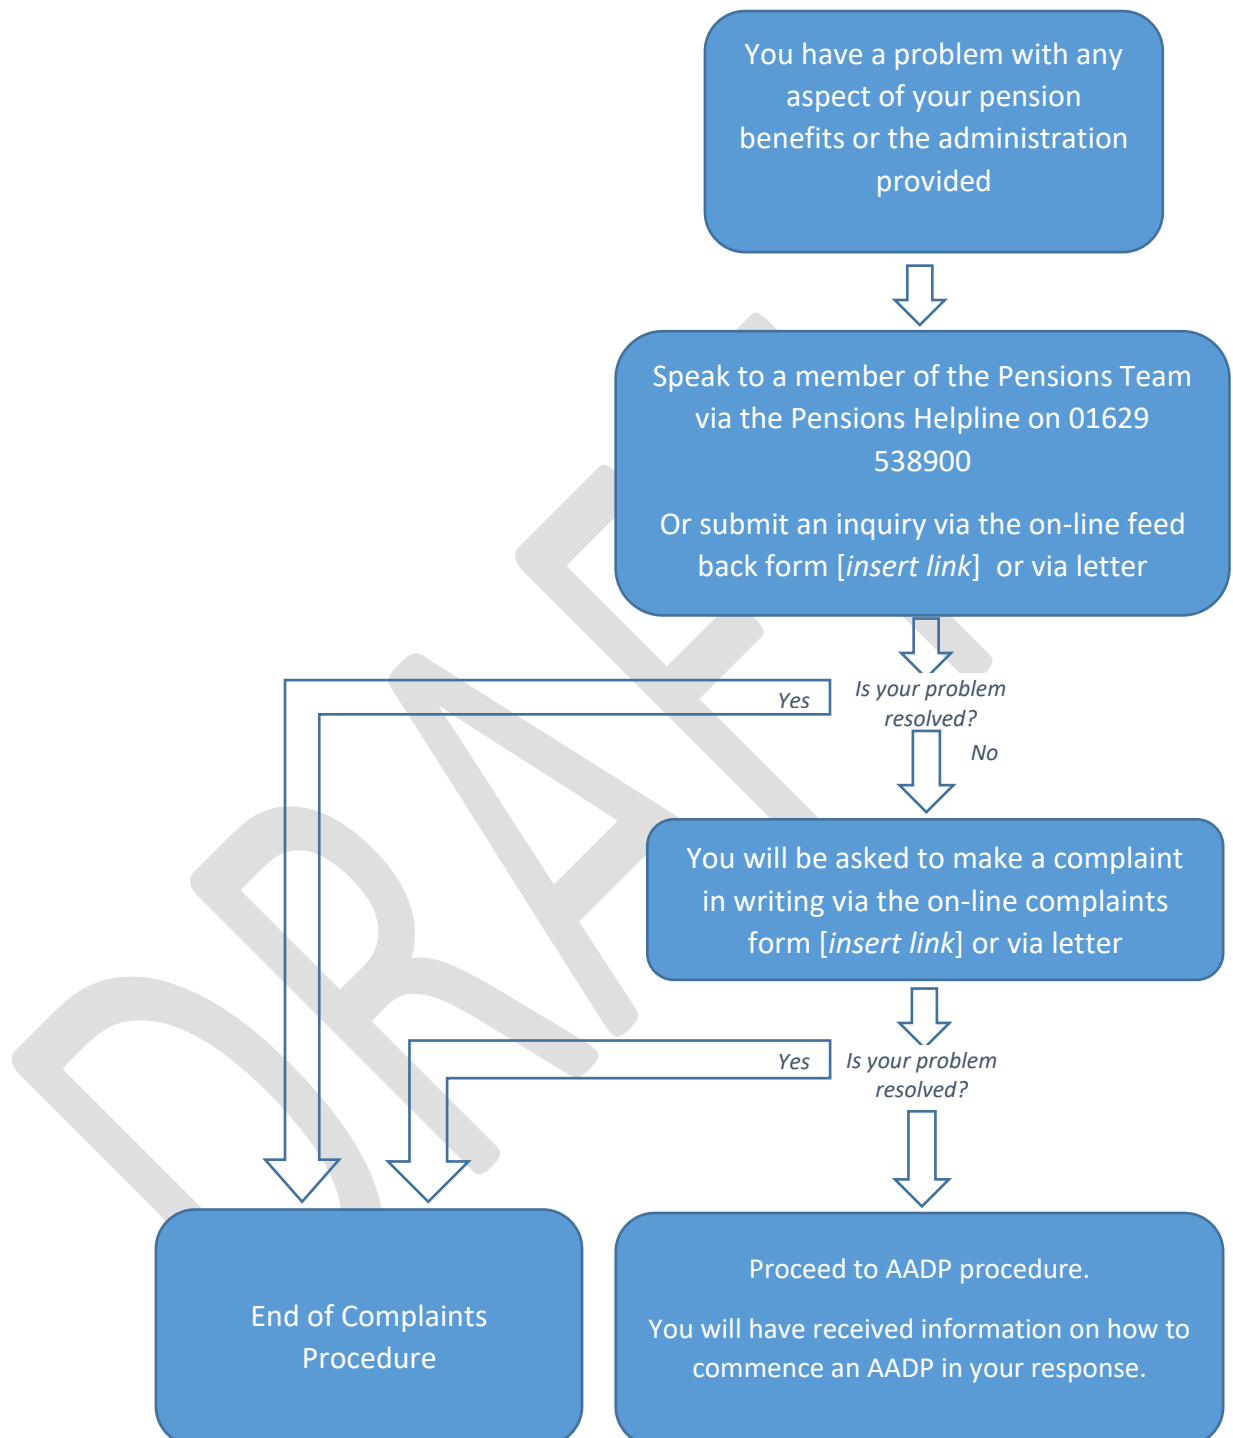 You have a problem with any
aspect of your pension
benefits or the administration
provided
Speak to a member of the Pensions Team
via the Pensions Helpline on 01629
538900
Or submit an inquiry via the on-line feed
back form [insert link]  or via letter
Is your problem
resolved?
Yes
No
You will be asked to make a complaint
in writing via the on-line complaints
form [insert link] or via letter
Yes
Is your problem
resolved?
End of Complaints
Procedure
Proceed to AADP procedure.
You will have received information on how to
commence an AADP in your response.
DRAFT